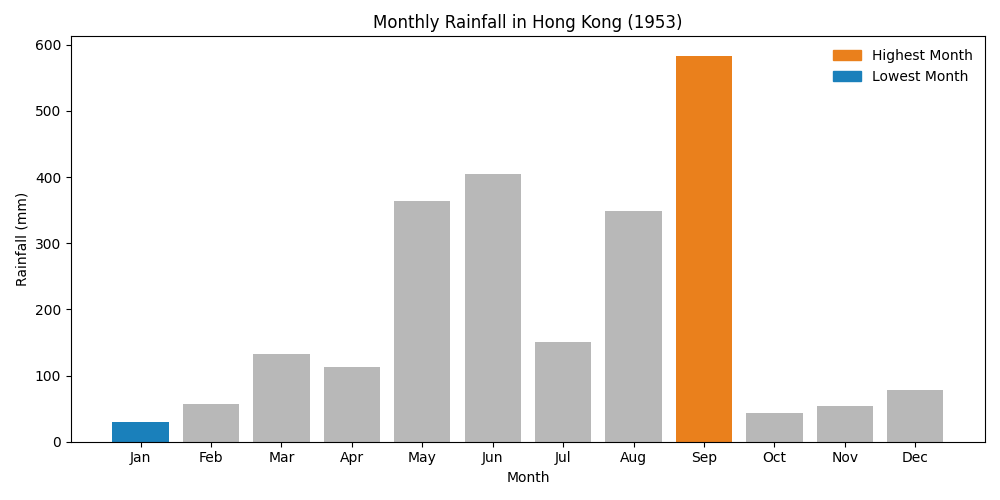 Monthly Rainfall in Hong Kong (1953)
Highest Month
Lowest Month
Rainfall (mm)
600
500
400
300
200
100
0
Jan Feb Mar Apr May Jun Jul Aug Sep Oct Nov Dec
Month